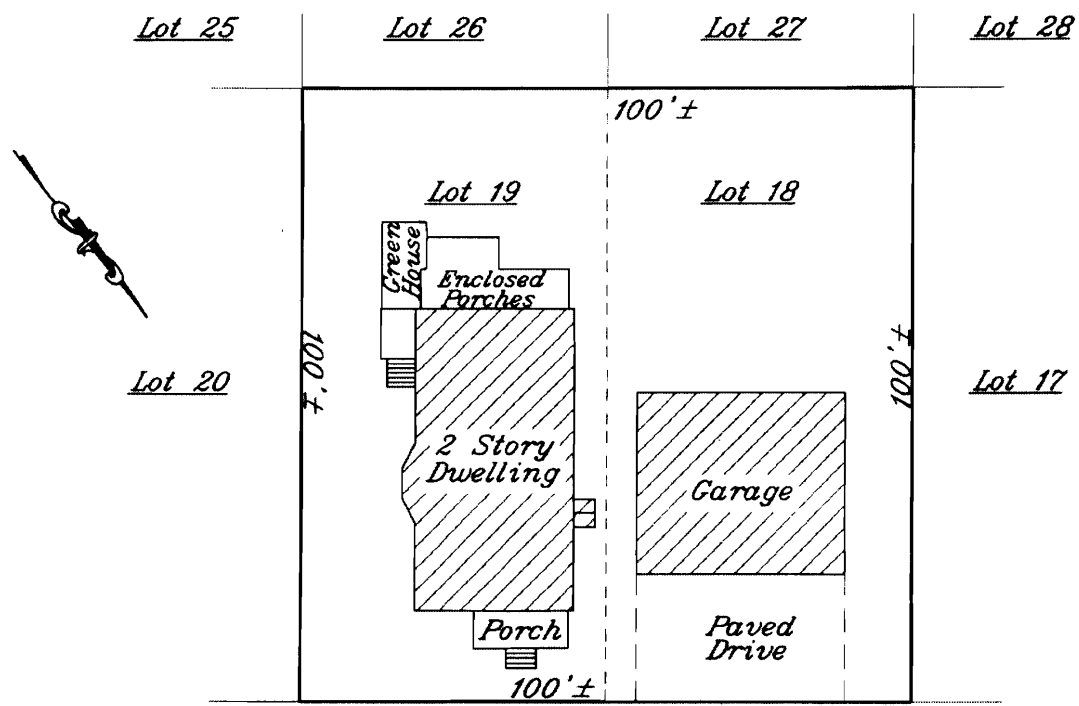 Lot 25
Lot 26
Lot 27
Lot 28
100'±
Lot 19
Lot 18
Green
House
Enclosed
Porches
100'±
100'±
Lot 20
Lot 17
2 Story
Dwelling
Garage
Porch
Paved
Drive
100'±